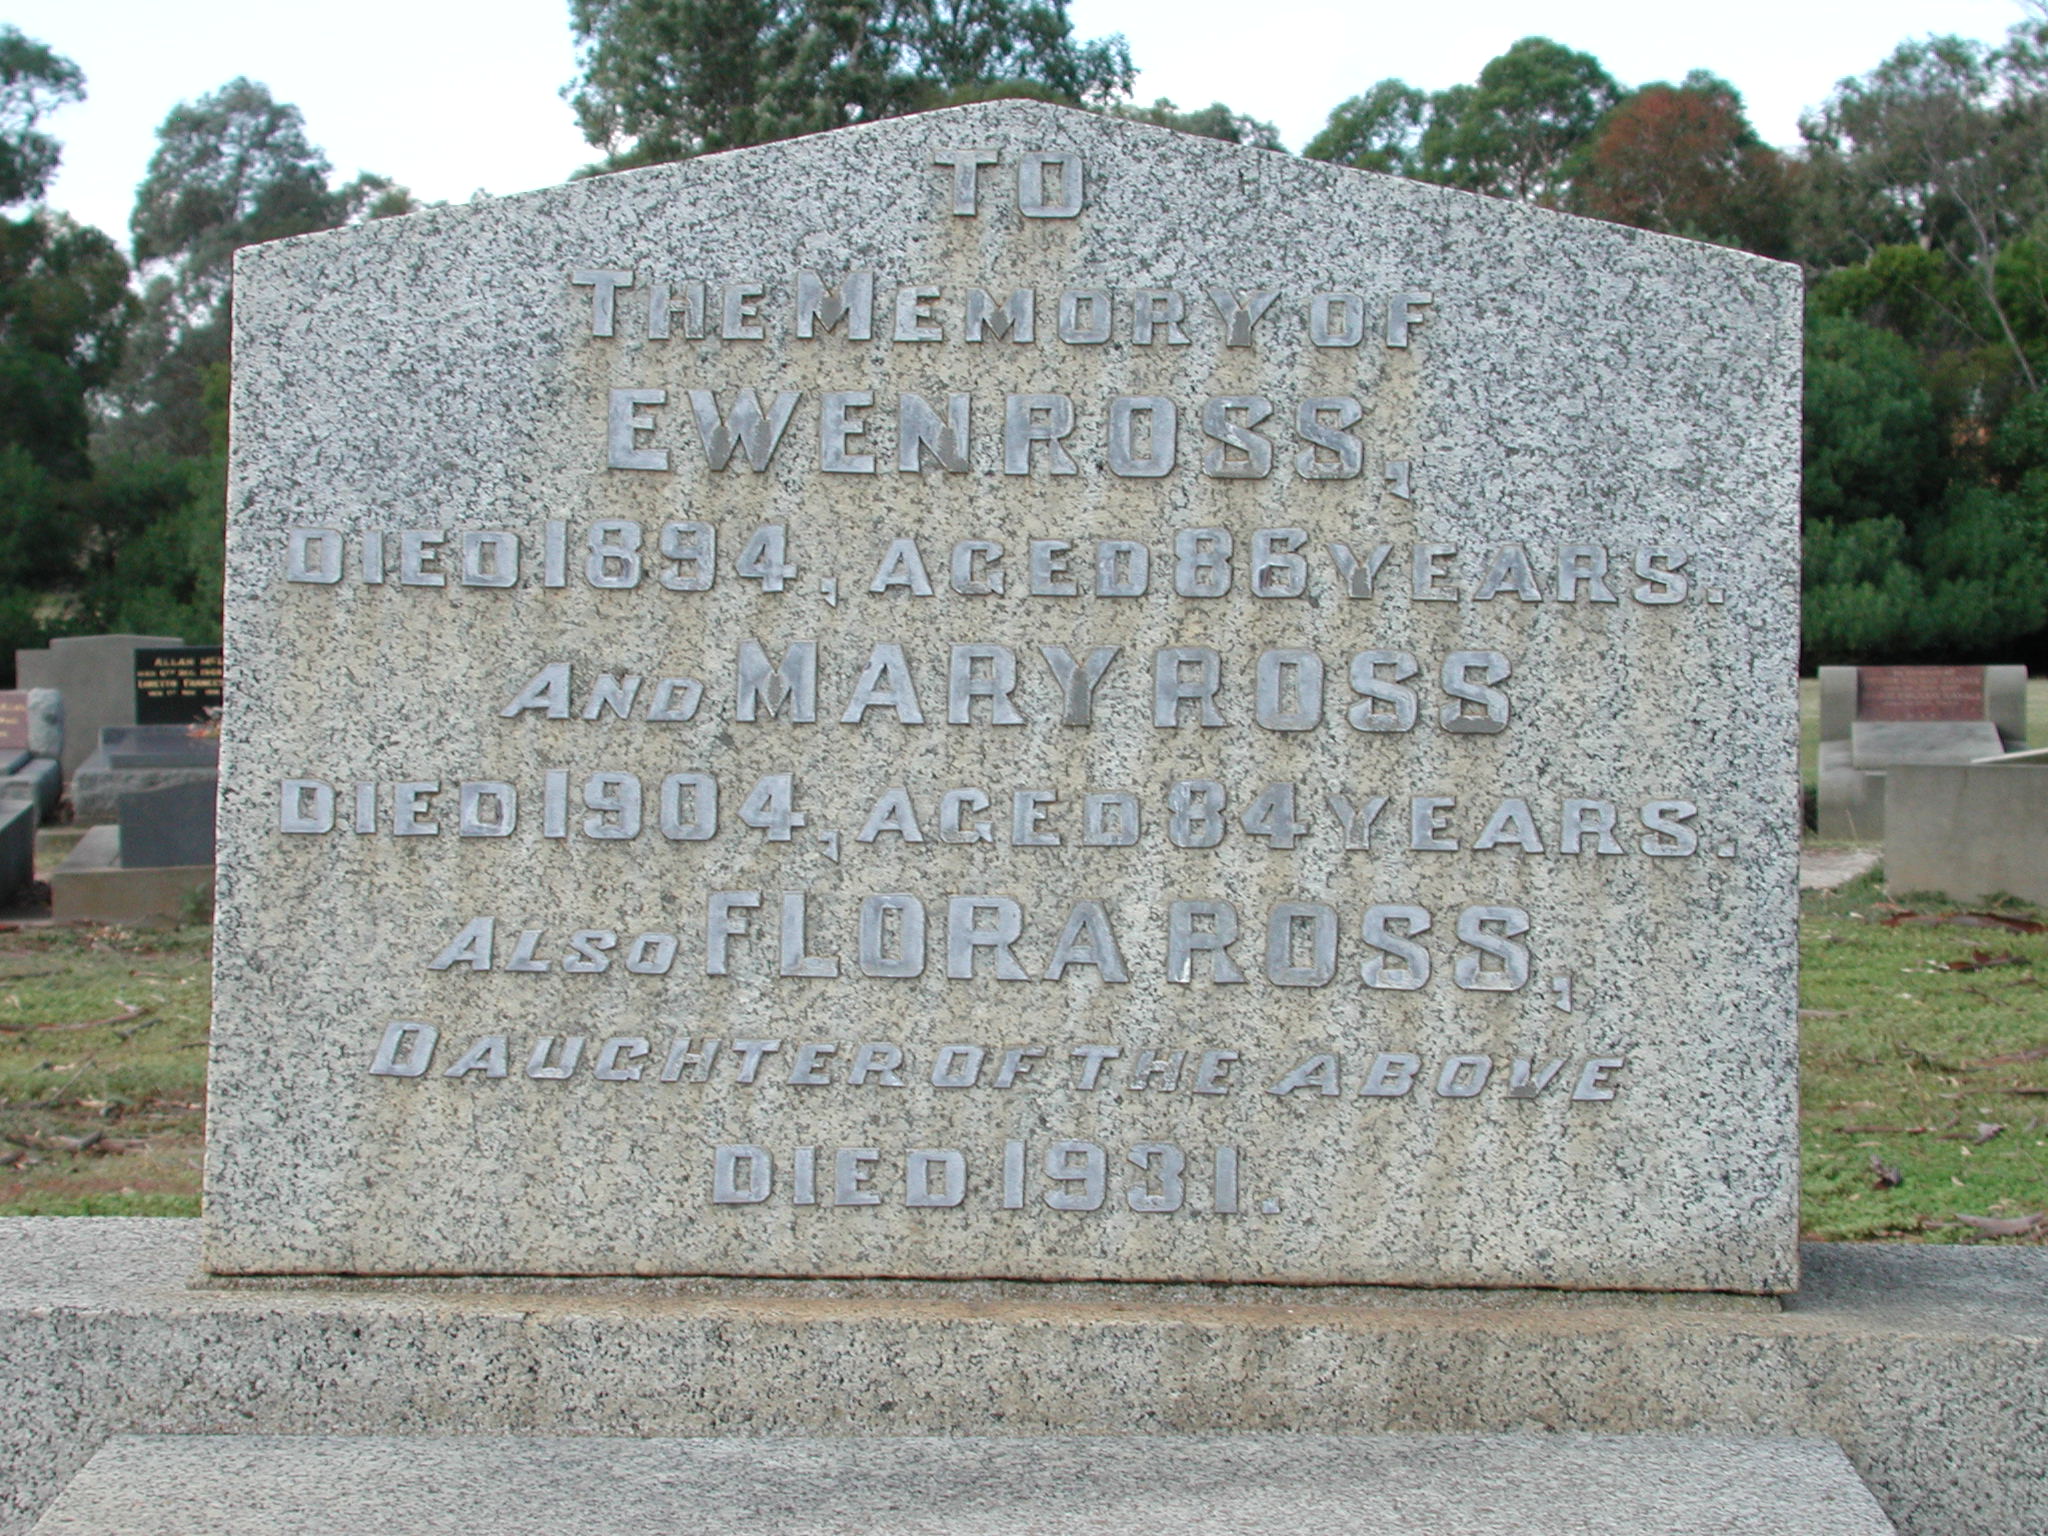 TO
THE MEMORY OF
EWEN ROSS,
DIED 1894, AGED 86 YEARS.
AND MARY ROSS
DIED 1904, AGED 84 YEARS.
ALSO FLORA ROSS,
DAUGHTER OF THE ABOVE
DIED 1931.
ALLAN